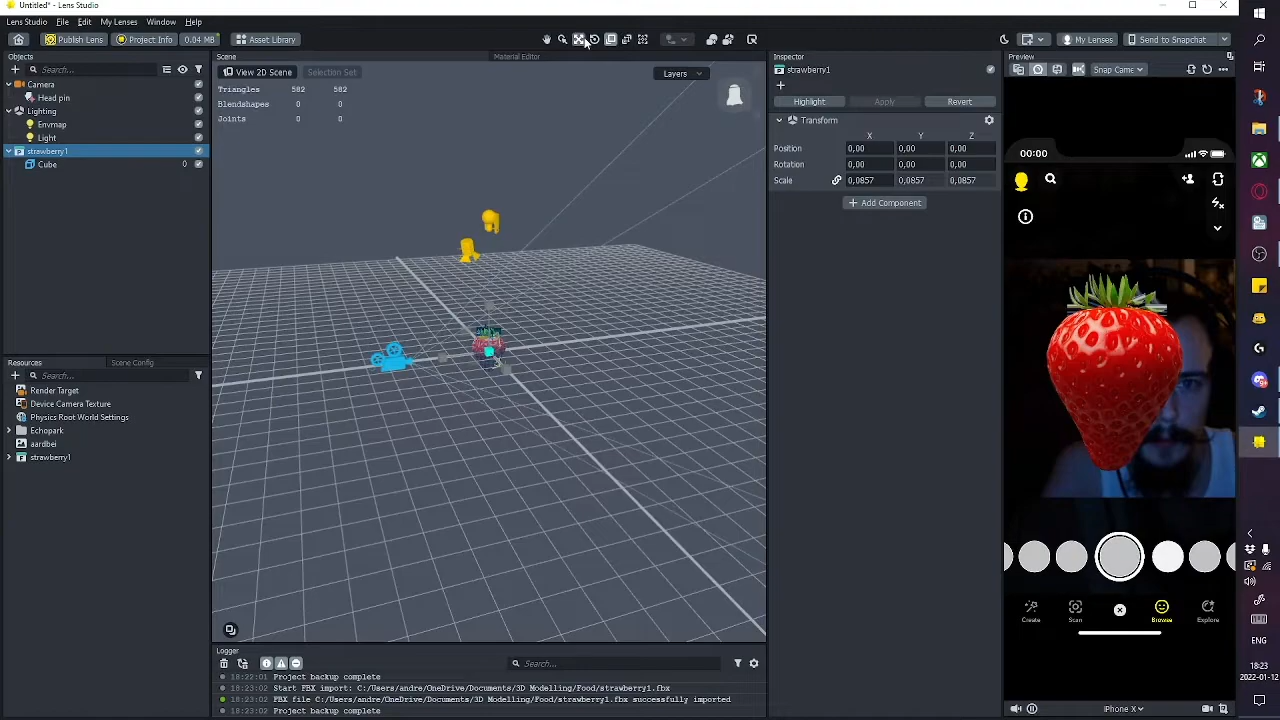 Untitled* - Lens Studio
Lens Studio File Edit My Lenses Window Help
Publish Lens Project Info 0.04 MB Asset Library My Lenses Send to Snapchat
Objects
Search...
Camera
Head pin
Lighting
Envmap
Light
strawberry1
Cube 0
Resources Scene Config
Search...
Render Target
Device Camera Texture
Physics Root World Settings
Echopark
aardbei
strawberry1
Scene Material Editor
View 2D Scene Selection Set Layers
Triangles 582 582
Blendshapes 0 0
Joints 0 0
Logger
Search...
18:22:01 Project backup complete
18:23:02 Start FBX import: C:/Users/andre/OneDrive/Documents/3D Modelling/Food/strawberry1.fbx
18:23:02 FBX file C:/Users/andre/OneDrive/Documents/3D Modelling/Food/strawberry1.fbx successfully imported
18:23:02 Project backup complete
Inspector
strawberry1
Highlight Apply Revert
Transform
X Y Z
Position 0,00 0,00 0,00
Rotation 0,00 0,00 0,00
Scale 0,0857 0,0857 0,0857
Add Component
Preview
Snap Came
00:00
Create Scan Browse Explore
iPhone X
ENG
18:23
2022-01-12